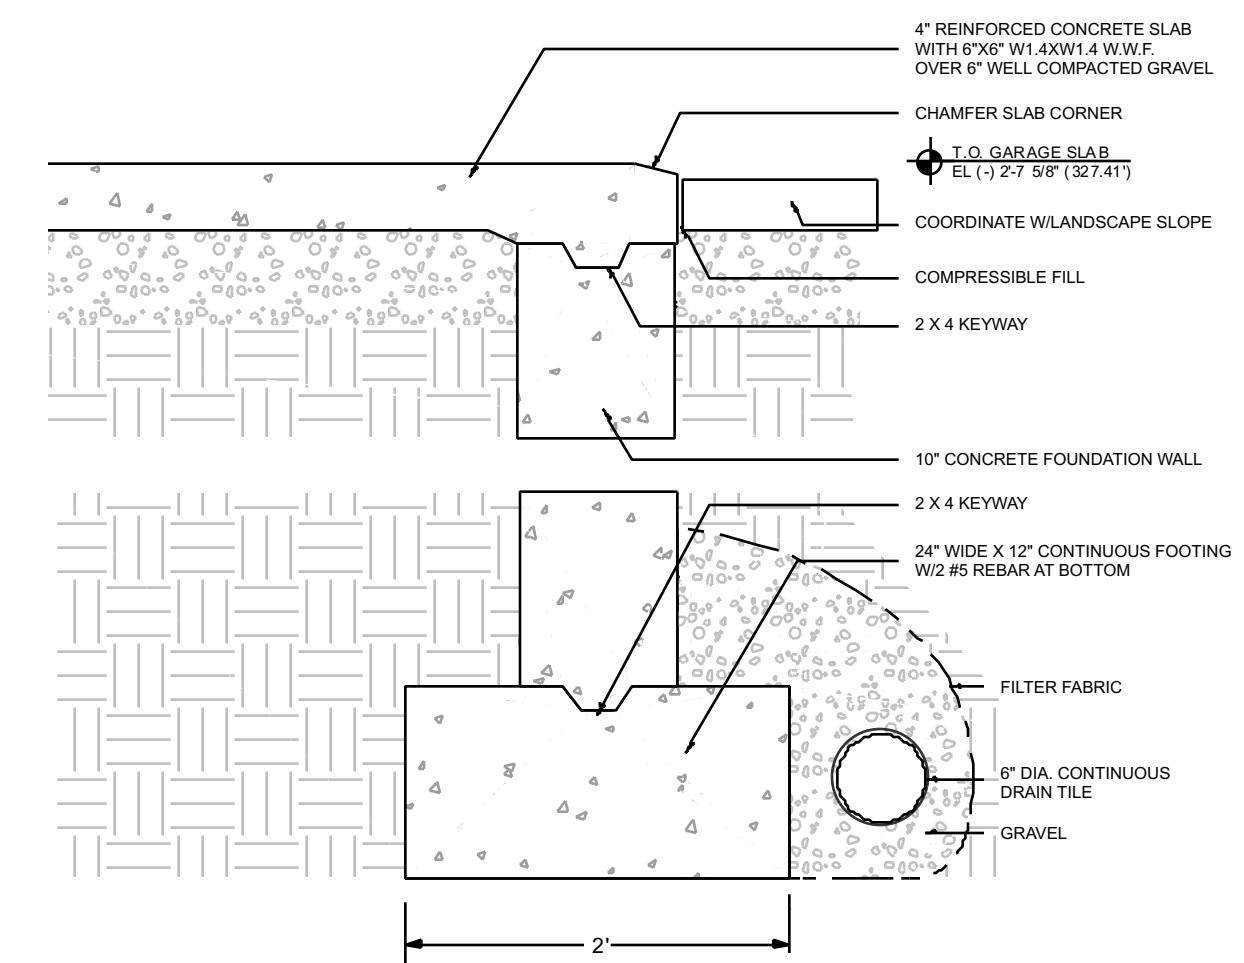 4" REINFORCED CONCRETE SLAB
WITH 6"X6" W1.4XW1.4 W.W.F.
OVER 6" WELL COMPACTED GRAVEL
CHAMFER SLAB CORNER
T.O. GARAGE SLAB
EL (-) 2'-7 5/8" (327.41')
COORDINATE W/LANDSCAPE SLOPE
COMPRESSIBLE FILL
2 X 4 KEYWAY
10" CONCRETE FOUNDATION WALL
2 X 4 KEYWAY
24" WIDE X 12" CONTINUOUS FOOTING
W/2 #5 REBAR AT BOTTOM
FILTER FABRIC
6" DIA. CONTINUOUS
DRAIN TILE
GRAVEL
2'